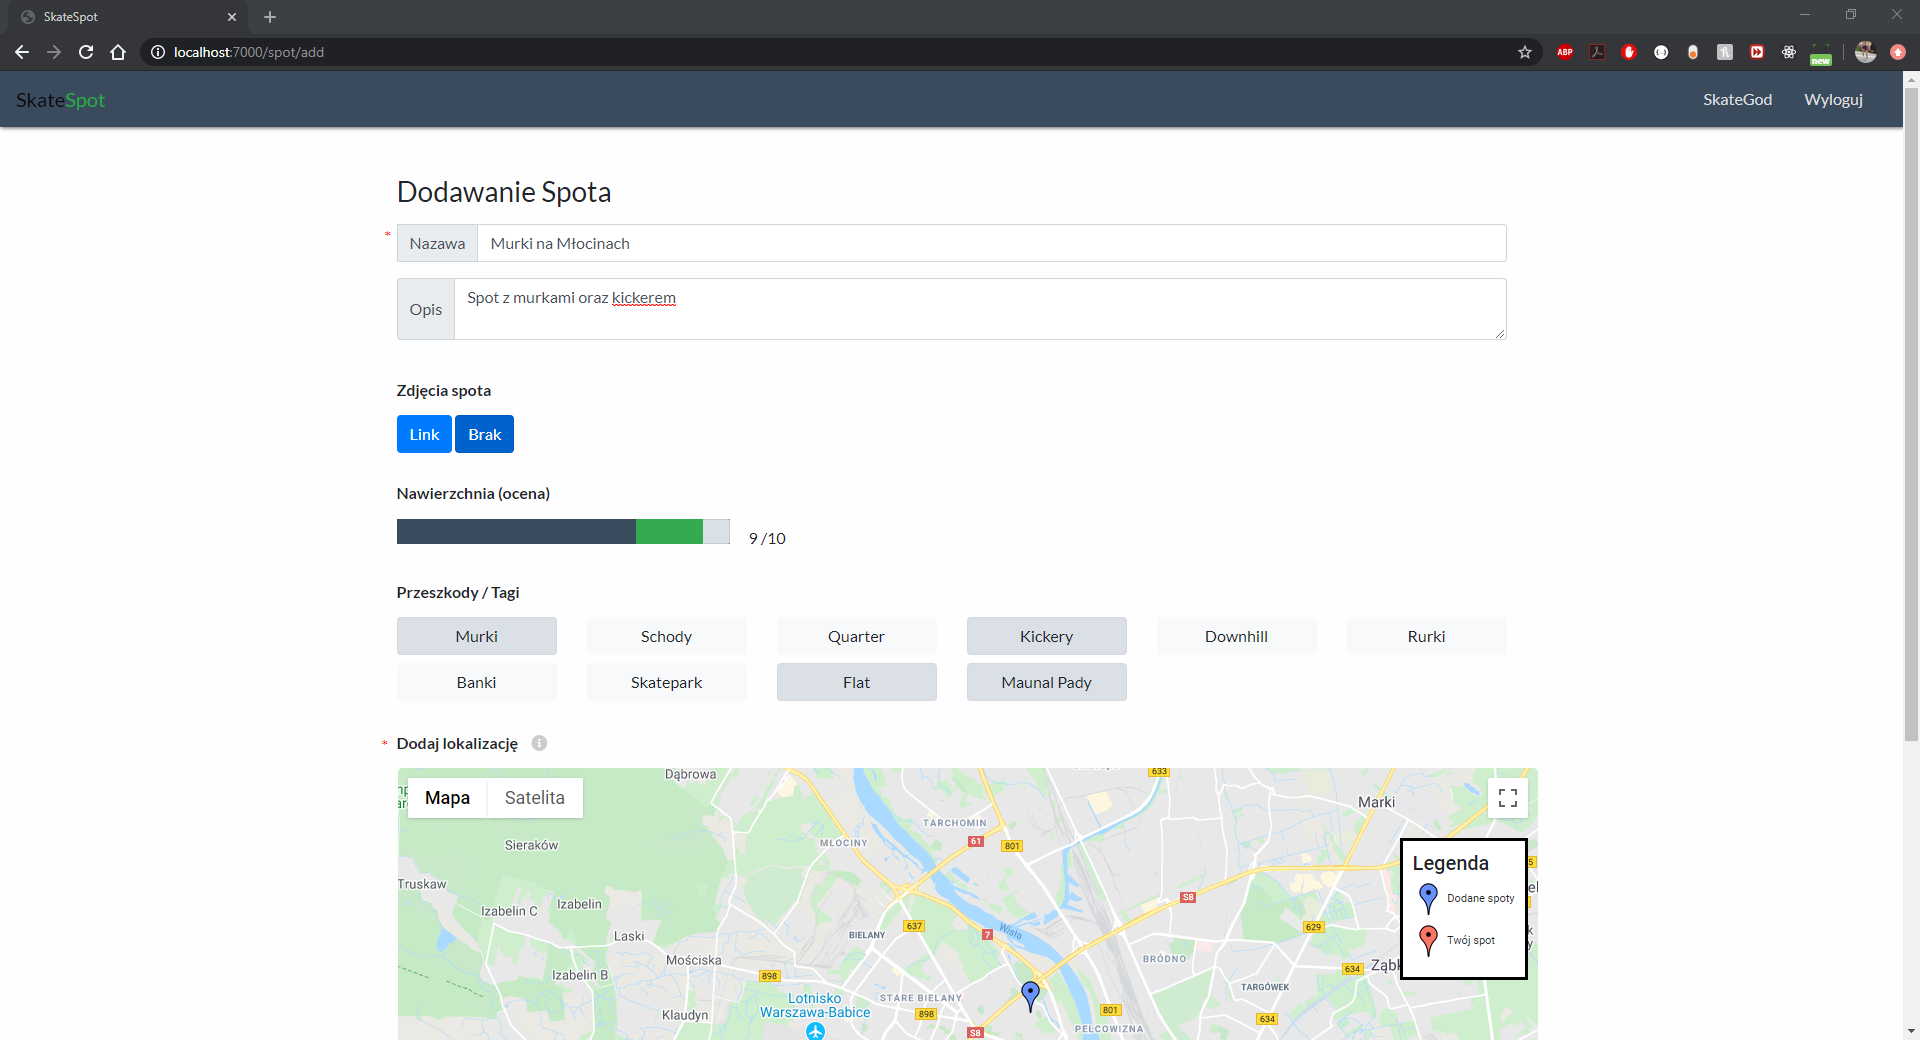 SkateSpot
localhost:7000/spot/add
ABP
new
SkateSpot
SkateGod
Wyloguj
Dodawanie Spota
* Nazawa Murki na Młocinach
Opis Spot z murkami oraz kickerem
Zdjęcia spota
Link Brak
Nawierzchnia (ocena)
9 /10
Przeszkody / Tagi
Murki Schody Quarter Kickery Downhill Rurki
Banki Skatepark Flat Maunal Pady
* Dodaj lokalizację
Mapa Satelita
Dąbrowa
633
Marki
TARCHOMIN
MŁOCINY
61
801
Sieraków
Legenda
Dodane spoty
Twój spot
Truskaw
S8
Izabelin C
Izabelin
637
BIELANY
7
Wisła
629
Laski
Mościska
BRÓDNO
634
Izabelin B
898
TARGÓWEK
Lotnisko
Warszawa-Babice
STARE BIELANY
Klaudyn
898
801
634
S8
PELCOWIZNA